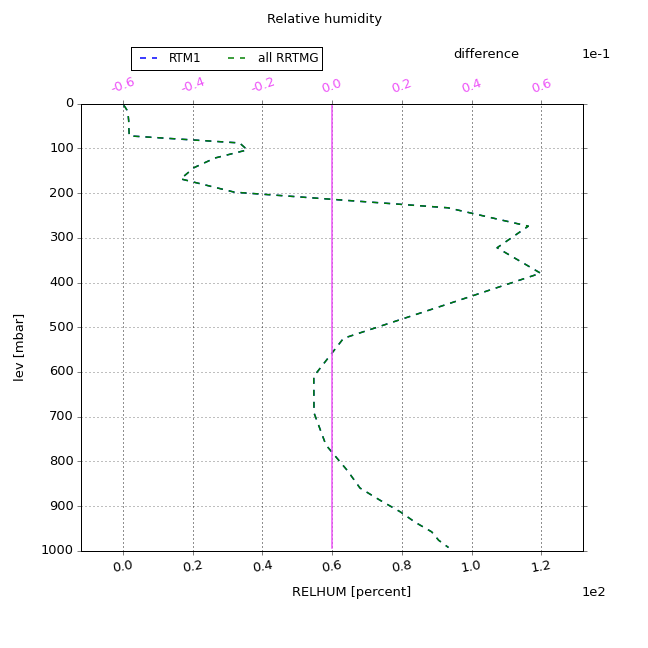 Relative humidity
RTM1 all RRTMG difference 1e-1
-0.6 -0.4 -0.2 0.0 0.2 0.4 0.6
0
100
200
300
400
500
600
700
800
900
1000
lev [mbar]
0.0 0.2 0.4 0.6 0.8 1.0 1.2
RELHUM [percent] 1e2